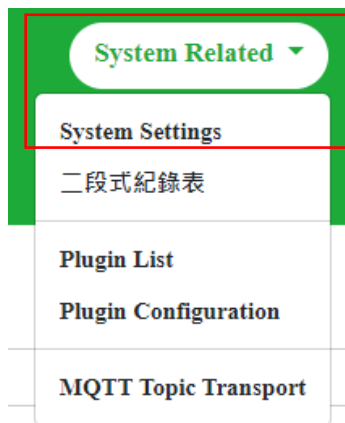 System Related
System Settings
二段式紀錄表
Plugin List
Plugin Configuration
MQTT Topic Transport